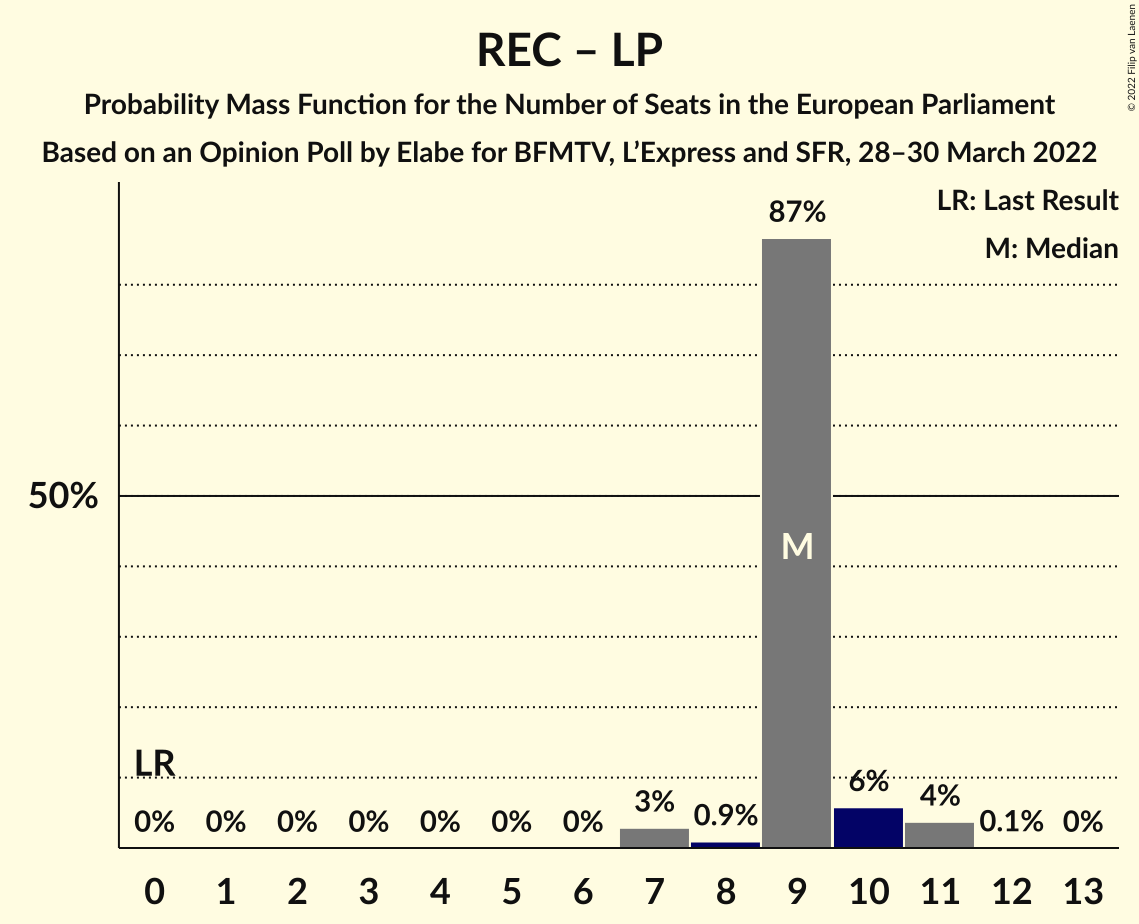 REC – LP
Probability Mass Function for the Number of Seats in the European Parliament
Based on an Opinion Poll by Elabe for BFMTV, L’Express and SFR, 28–30 March 2022
© 2022 Filip van Laenen
LR: Last Result
M: Median
87%
50%
M
LR
0% 0% 0% 0% 0% 0% 0% 3% 0.9% 6% 4% 0.1% 0%
0 1 2 3 4 5 6 7 8 9 10 11 12 13